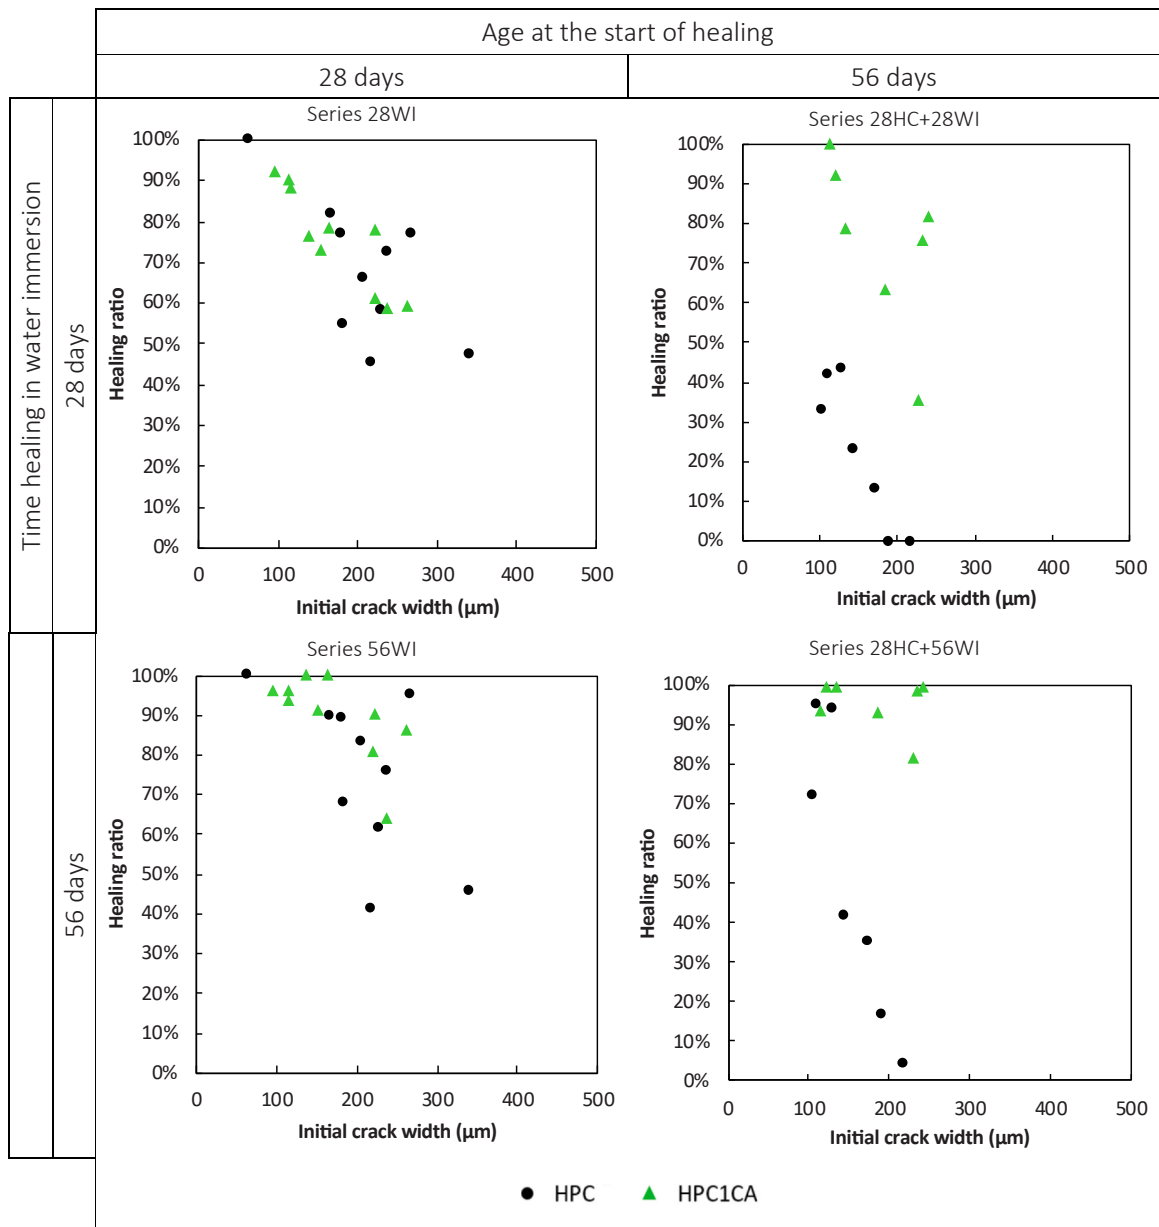 Age at the start of healing
28 days
56 days
Time healing in water immersion
28 days
Series 28WI
100%
90%
80%
70%
60%
50%
40%
30%
20%
10%
0%
Healing ratio
0 100 200 300 400 500
Initial crack width (μm)
Series 28HC+28WI
100%
90%
80%
70%
60%
50%
40%
30%
20%
10%
0%
Healing ratio
0 100 200 300 400 500
Initial crack width (μm)
56 days
Series 56WI
100%
90%
80%
70%
60%
50%
40%
30%
20%
10%
0%
Healing ratio
0 100 200 300 400 500
Initial crack width (μm)
Series 28HC+56WI
100%
90%
80%
70%
60%
50%
40%
30%
20%
10%
0%
Healing ratio
0 100 200 300 400 500
Initial crack width (μm)
HPC HPC1CA